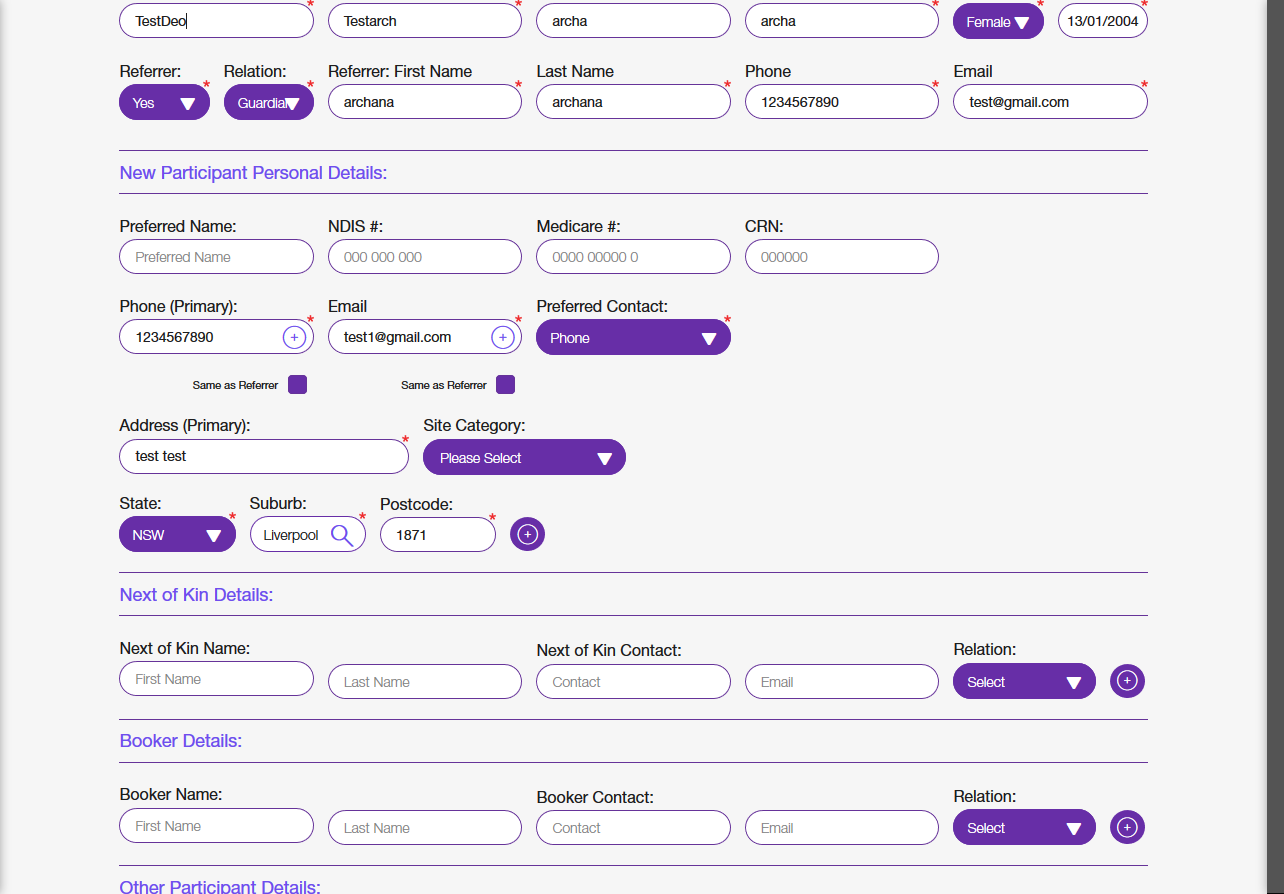 TestDeo Testarch archa archa Female 13/01/2004
Referrer: Relation: Referrer: First Name Last Name Phone Email
Yes Guardia archana archana 1234567890 test@gmail.com
New Participant Personal Details:
Preferred Name: NDIS #: Medicare #: CRN:
Preferred Name 000 000 000 0000 00000 0 000000
Phone (Primary): Email Preferred Contact:
1234567890 + test1@gmail.com + Phone
Same as Referrer Same as Referrer
Address (Primary): Site Category:
test test Please Select
State: Suburb: Postcode:
NSW Liverpool 1871 +
Next of Kin Details:
Next of Kin Name: Next of Kin Contact: Relation:
First Name Last Name Contact Email Select +
Booker Details:
Booker Name: Booker Contact: Relation:
First Name Last Name Contact Email Select +
Other Participant Details: